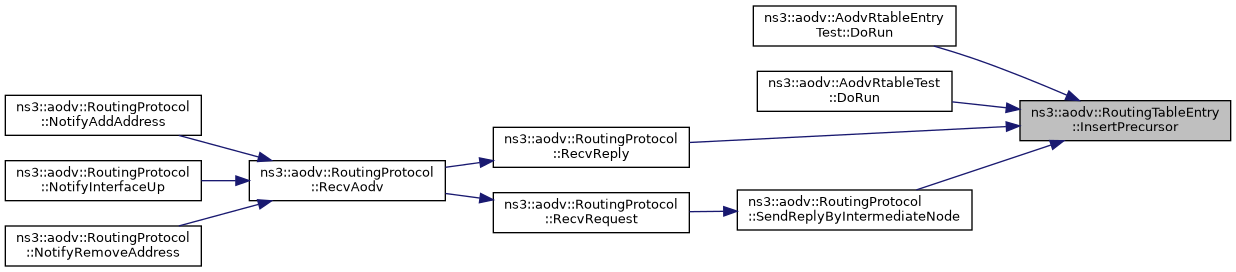 ns3::aodv::AodvRtableEntry
Test::DoRun
ns3::aodv::AodvRtableTest
::DoRun
ns3::aodv::RoutingTableEntry
::InsertPrecursor
ns3::aodv::RoutingProtocol
::NotifyAddAddress
ns3::aodv::RoutingProtocol
::RecvReply
ns3::aodv::RoutingProtocol
::NotifyInterfaceUp
ns3::aodv::RoutingProtocol
::RecvAodv
ns3::aodv::RoutingProtocol
::RecvRequest
ns3::aodv::RoutingProtocol
::SendReplyByIntermediateNode
ns3::aodv::RoutingProtocol
::NotifyRemoveAddress